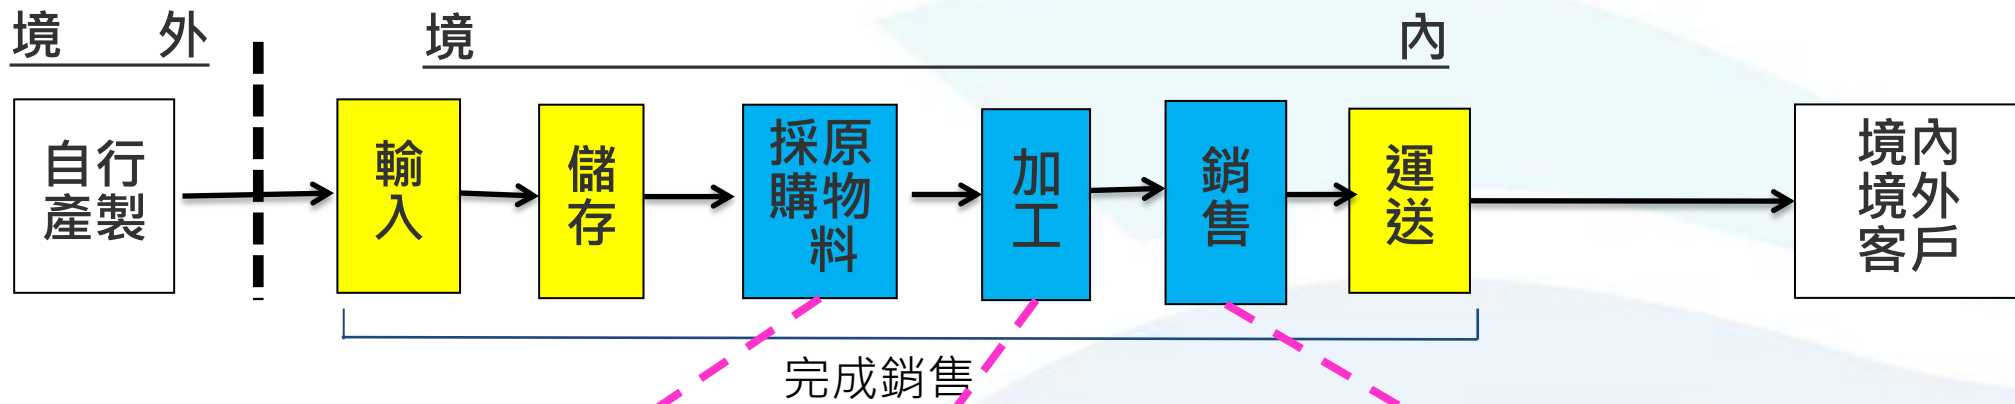 境外
境內
自行
產製
輸入
儲存
採購
原物料
加工
銷售
運送
境內
境外
客戶
完成銷售